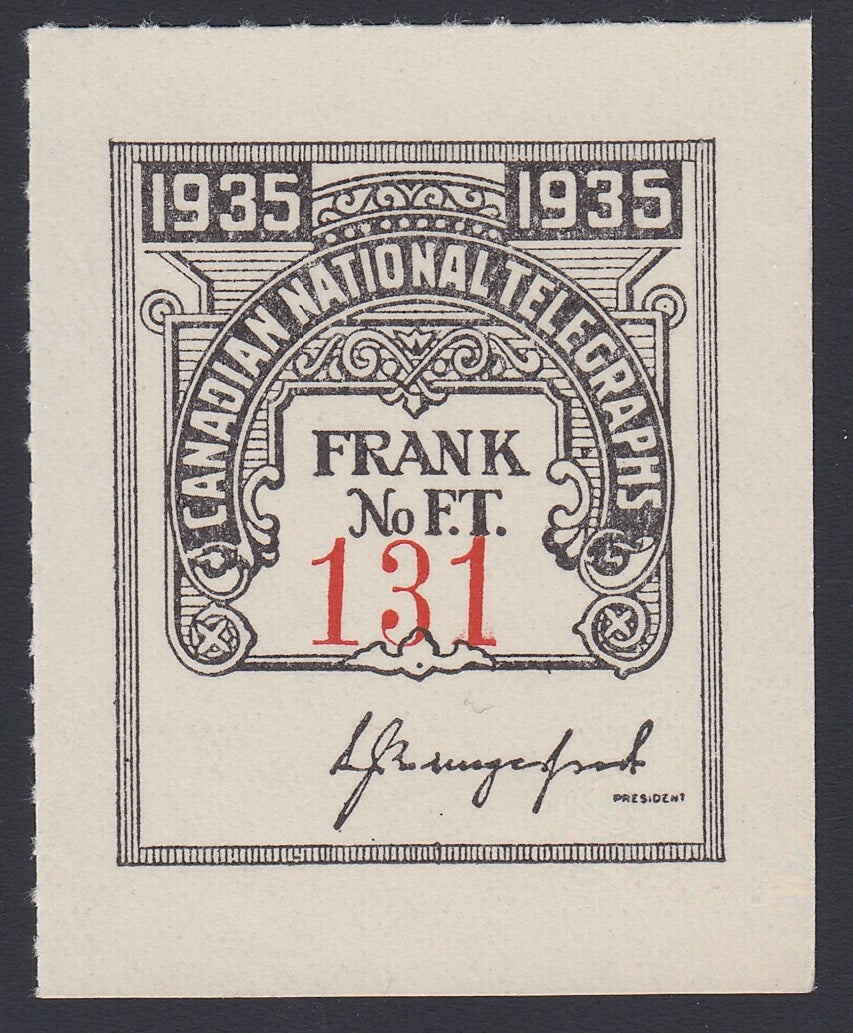 1935 1935
CANADIAN NATIONAL TELEGRAPHS
FRANK
No F.T.
131
PRESIDENT